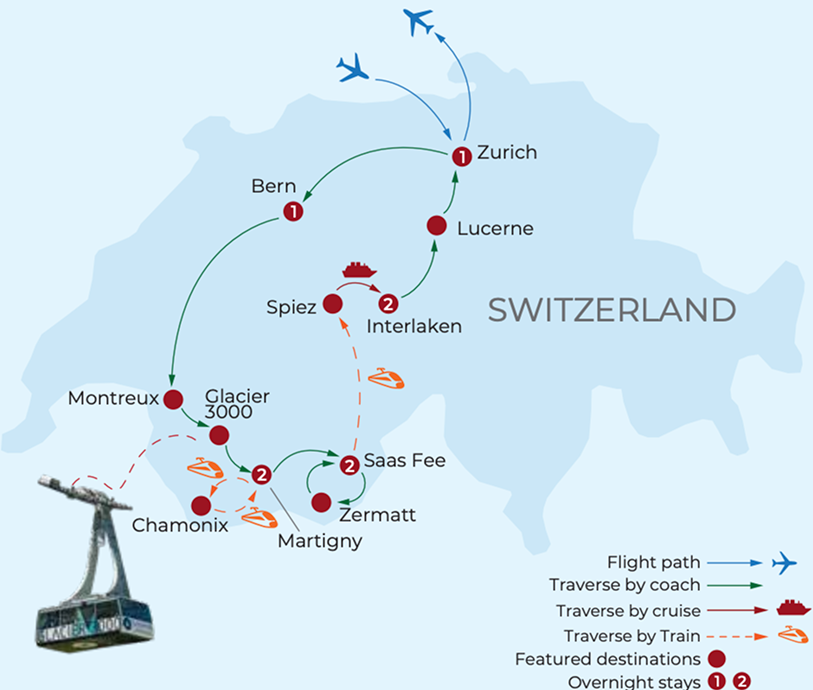 1
Zurich
Bern
1
Lucerne
Spiez
2
Interlaken
SWITZERLAND
Montreux
Glacier
3000
2
2
Saas Fee
Chamonix
Zermatt
Martigny
GLACIER 3000
Flight path
Traverse by coach
Traverse by cruise
Traverse by Train
Featured destinations
Overnight stays 1 2